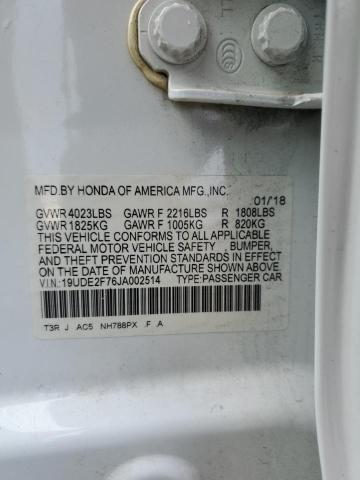 MFD.BY HONDA OF AMERICA MFG.,INC.
01/18
GVWR 4023LBS GAWR F 2216LBS R 1808LBS
GVWR 1825KG GAWR F 1005KG R 820KG
THIS VEHICLE CONFORMS TO ALL APPLICABLE
FEDERAL MOTOR VEHICLE SAFETY , BUMPER,
AND THEFT PREVENTION STANDARDS IN EFFECT
ON THE DATE OF MANUFACTURE SHOWN ABOVE.
V.I.N.:19UDE2F76JA002514 TYPE:PASSENGER CAR
T3R J AC5 NH788PX .F .A